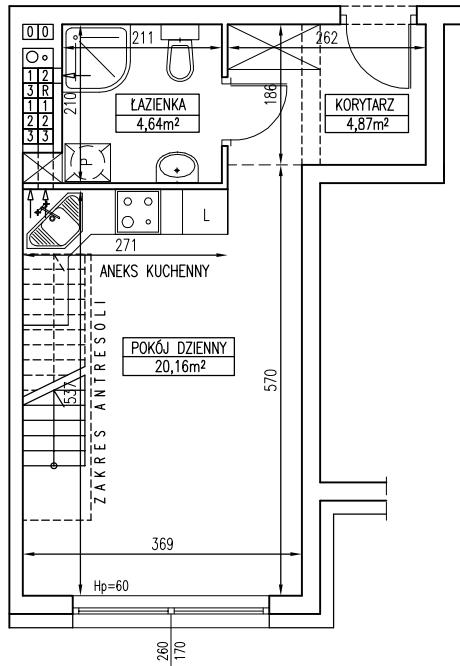 0 0
211
262
1 2
3 R
1 1
2 2
3 3
210
186
ŁAZIENKA
4,64m²
KORYTARZ
4,87m²
P
271
L
ANEKS KUCHENNY
POKÓJ DZIENNY
20,16m²
537
ZAKRES ANTRESOLI
570
369
Hp=60
260
170